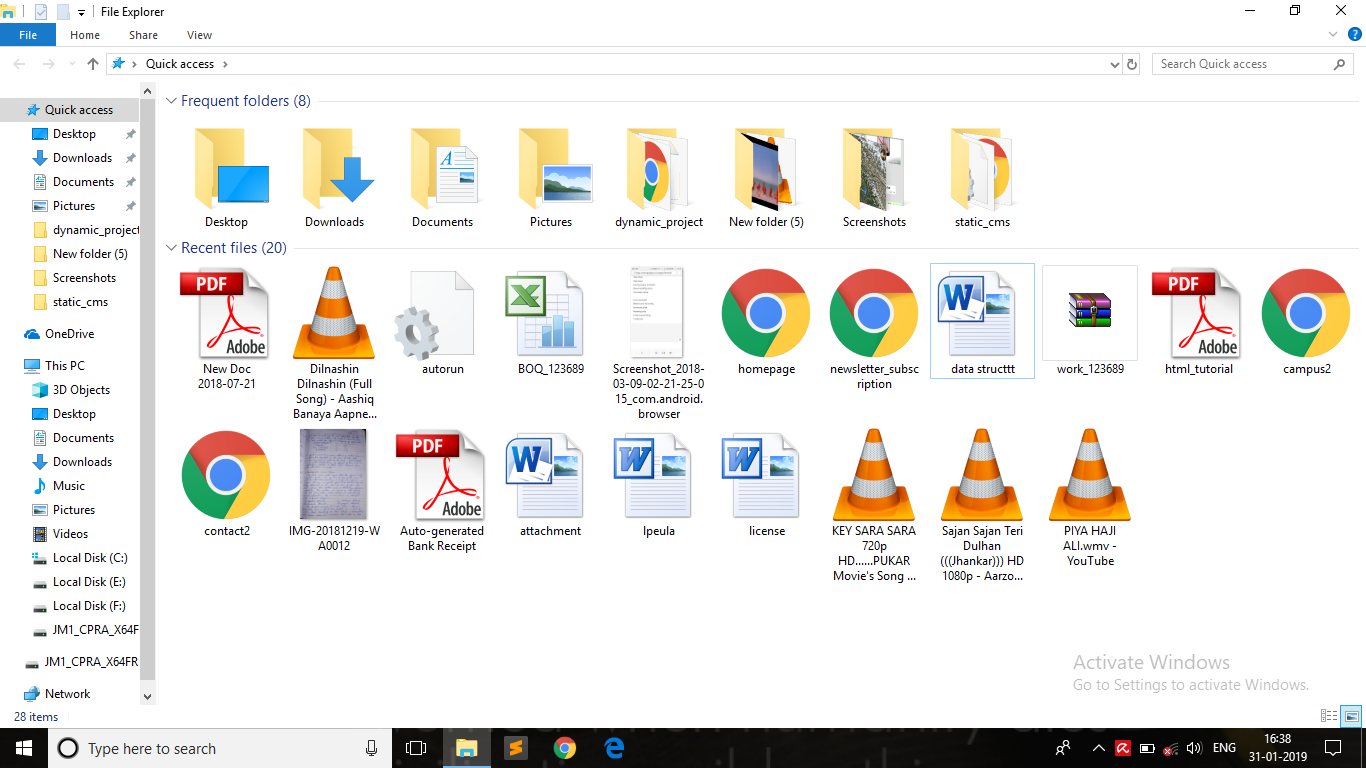 File Explorer
File Home Share View
Quick access
Search Quick access
Quick access
Desktop
Downloads
Documents
Pictures
dynamic_project
New folder (5)
Screenshots
static_cms
OneDrive
This PC
3D Objects
Desktop
Documents
Downloads
Music
Pictures
Videos
Local Disk (C:)
Local Disk (E:)
Local Disk (F:)
JM1_CPRA_X64F
JM1_CPRA_X64FR
Network
Frequent folders (8)
Desktop
Downloads
Documents
Pictures
dynamic_project
New folder (5)
Screenshots
static_cms
Recent files (20)
PDF
Adobe
New Doc
2018-07-21
Dilnashin
Dilnashin (Full
Song) - Aashiq
Banaya Aapne...
autorun
BOQ_123689
Screenshot_2018-
03-09-02-21-25-0
15_com.android.
browser
homepage
newsletter_subsc
ription
data structtt
work_123689
PDF
Adobe
html_tutorial
campus2
contact2
IMG-20181219-W
A0012
PDF
Adobe
Auto-generated
Bank Receipt
attachment
lpeula
license
KEY SARA SARA
720p
HD......PUKAR
Movie's Song ...
Sajan Sajan Teri
Dulhan
(((Jhankar))) HD
1080p - Aarzo...
PIYA HAJI
ALI.wmv -
YouTube
Activate Windows
Go to Settings to activate Windows.
28 items
Type here to search
ENG
16:38
31-01-2019